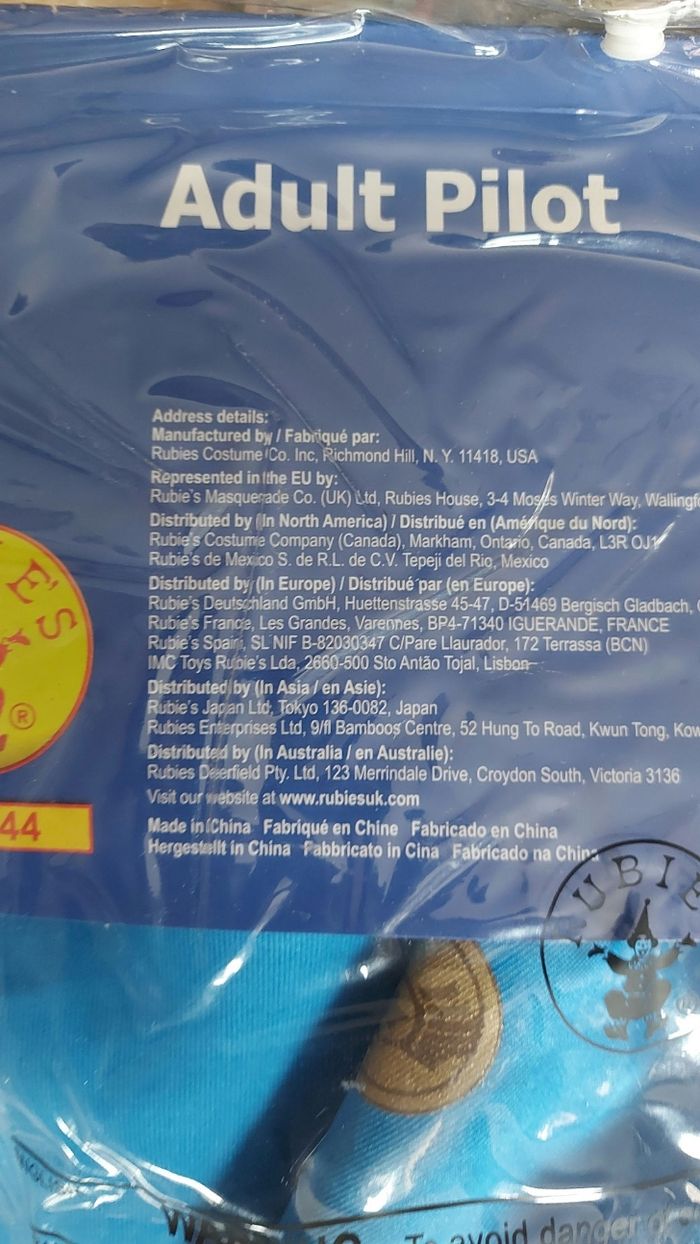 Adult Pilot
Address details:
Manufactured by / Fabriqué par:
Rubies Costume Co. Inc, Richmond Hill, N. Y. 11418, USA
Represented in the EU by:
Rubie's Masquerade Co. (UK) Ltd, Rubies House, 3-4 Moses Winter Way, Wallingf
Distributed by (In North America) / Distribué en (Amérique du Nord):
Rubie's Costume Company (Canada), Markham, Ontario, Canada, L3R OJ1
Rubie's de Mexico S. de R.L. de C.V. Tepeji del Rio, Mexico
Distributed by (In Europe) / Distribué par (en Europe):
Rubie's Deutschland GmbH, Huettenstrasse 45-47, D-51469 Bergisch Gladbach,
Rubie's France, Les Grandes, Varennes, BP4-71340 IGUERANDE, FRANCE
Rubie's Spain, SL NIF B-82030347 C/Pare Llaurador, 172 Terrassa (BCN)
IMC Toys Rubie's Lda, 2660-500 Sto Antão Tojal, Lisbon
Distributed by (In Asia / en Asie):
Rubie's Japan Ltd, Tokyo 136-0082, Japan
Rubies Enterprises Ltd, 9/fl Bamboos Centre, 52 Hung To Road, Kwun Tong, Kow
Distributed by (In Australia / en Australie):
Rubies Deerfield Pty. Ltd, 123 Merrindale Drive, Croydon South, Victoria 3136
Visit our website at www.rubiesuk.com
Made in China Fabriqué en Chine Fabricado en China
Hergestellt in China Fabbricato in Cina Fabricado na China
E'S
®
44
RUBIE
To avoid danger of